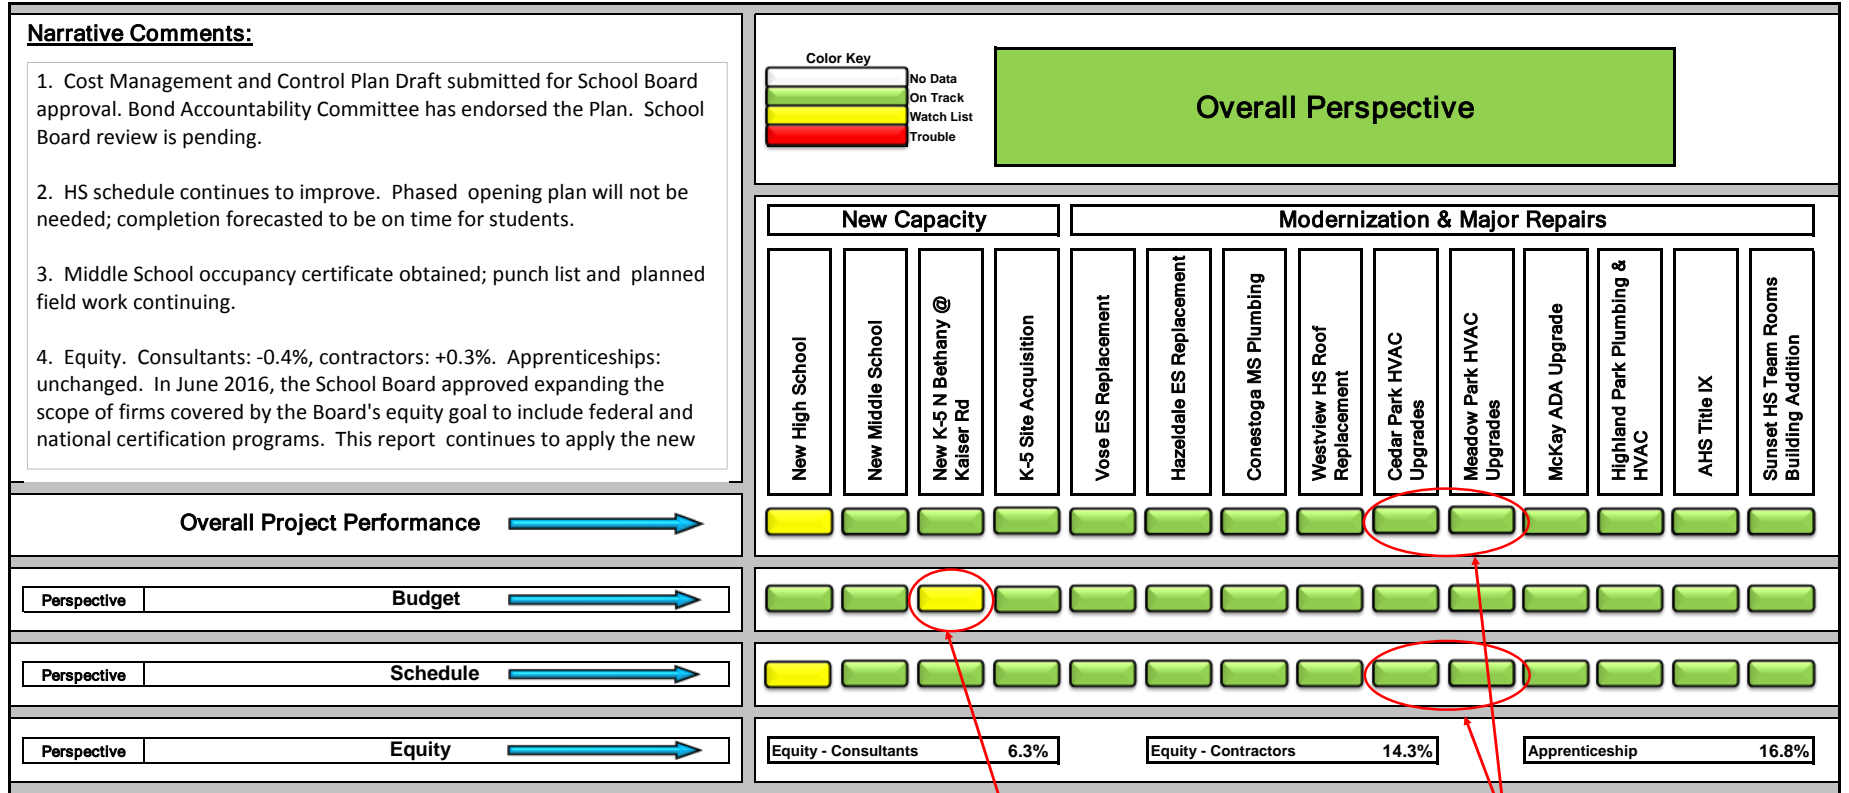 Narrative Comments:
1. Cost Management and Control Plan Draft submitted for School Board
approval. Bond Accountability Committee has endorsed the Plan. School
Board review is pending.
2. HS schedule continues to improve. Phased opening plan will not be
needed; completion forecasted to be on time for students.
3. Middle School occupancy certificate obtained; punch list and planned
field work continuing.
4. Equity. Consultants: -0.4%, contractors: +0.3%. Apprenticeships:
unchanged. In June 2016, the School Board approved expanding the
scope of firms covered by the Board's equity goal to include federal and
national certification programs. This report continues to apply the new
Color Key
No Data
On Track
Watch List
Trouble
Overall Perspective
New Capacity
Modernization & Major Repairs
New High School
New Middle School
New K-5 N Bethany @
Kaiser Rd
K-5 Site Acquisition
Vose ES Replacement
Hazeldale ES Replacement
Conestoga MS Plumbing
Westview HS Roof
Replacement
Cedar Park HVAC
Upgrades
Meadow Park HVAC
Upgrades
McKay ADA Upgrade
Highland Park Plumbing &
HVAC
AHS Title IX
Sunset HS Team Rooms
Building Addition
Overall Project Performance
Perspective Budget
Perspective Schedule
Perspective Equity
Equity - Consultants 6.3%
Equity - Contractors 14.3%
Apprenticeship 16.8%